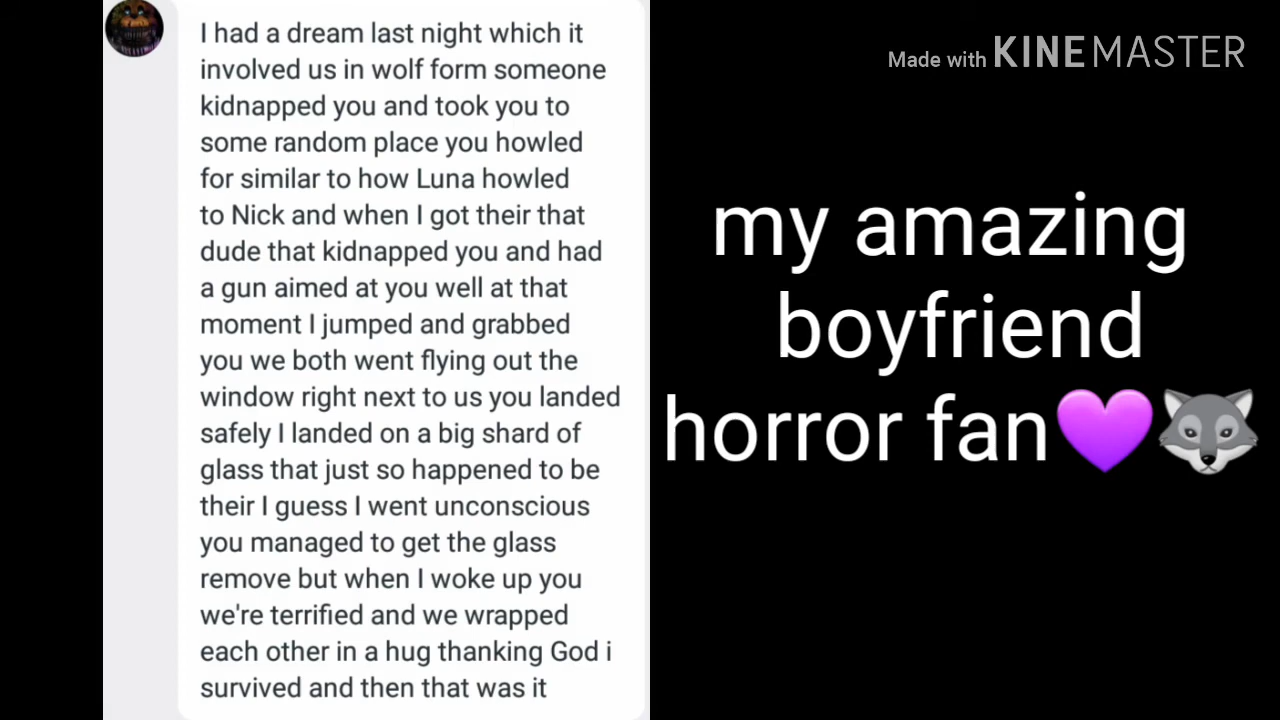 I had a dream last night which it
involved us in wolf form someone
kidnapped you and took you to
some random place you howled
for similar to how Luna howled
to Nick and when I got their that
dude that kidnapped you and had
a gun aimed at you well at that
moment I jumped and grabbed
you we both went flying out the
window right next to us you landed
safely I landed on a big shard of
glass that just so happened to be
their I guess I went unconscious
you managed to get the glass
remove but when I woke up you
we're terrified and we wrapped
each other in a hug thanking God i
survived and then that was it
Made with KINEMASTER
my amazing
boyfriend
horror fan💜🐺